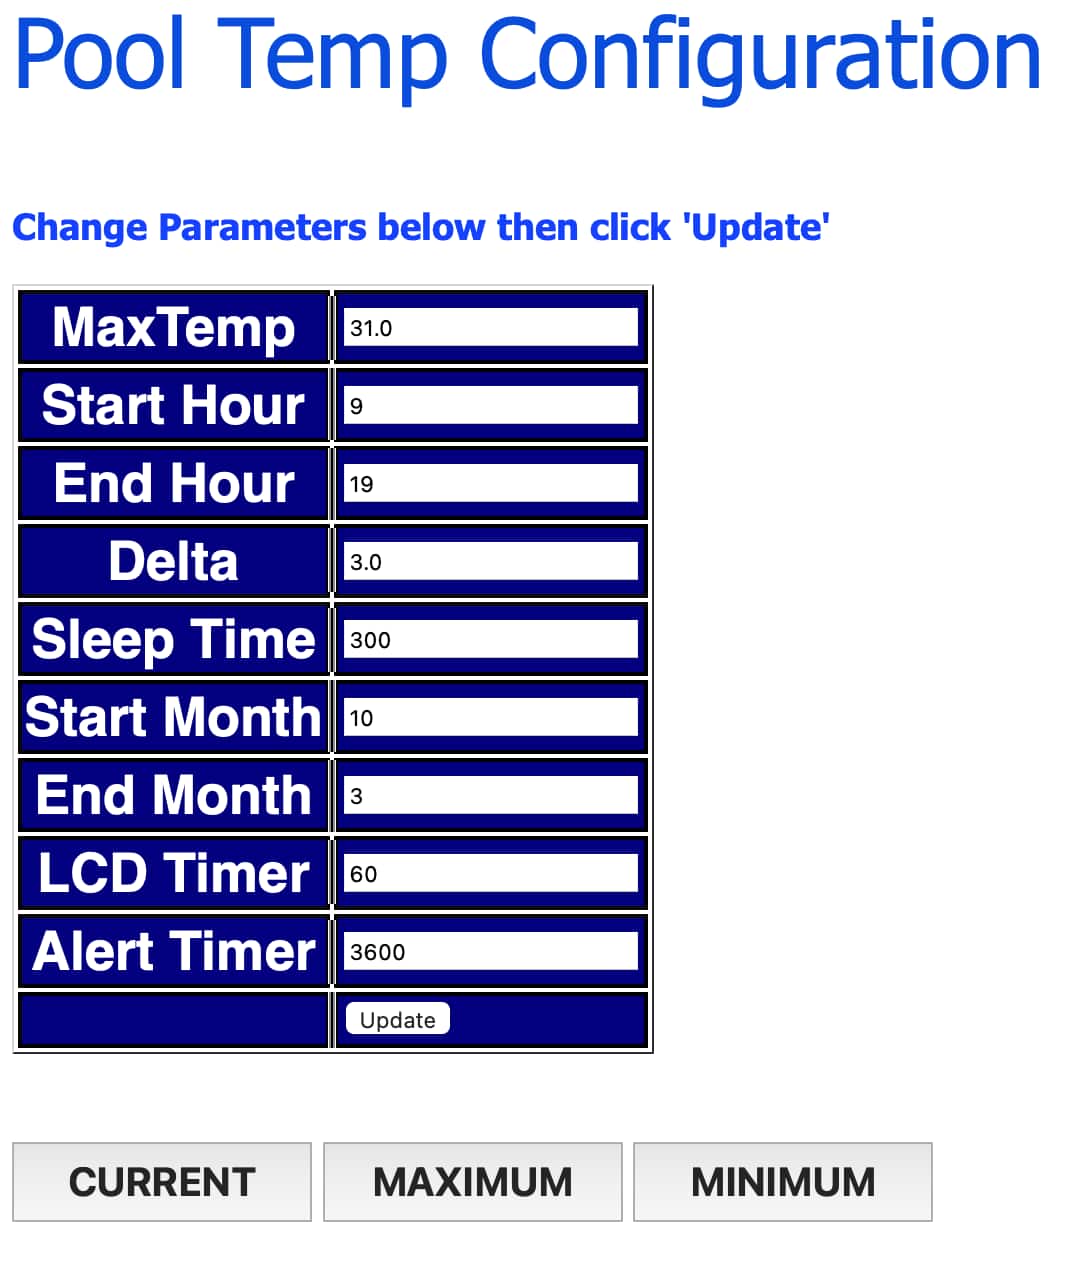 Pool Temp Configuration
Change Parameters below then click 'Update'
MaxTemp 31.0
Start Hour 9
End Hour 19
Delta 3.0
Sleep Time 300
Start Month 10
End Month 3
LCD Timer 60
Alert Timer 3600
Update
CURRENT MAXIMUM MINIMUM